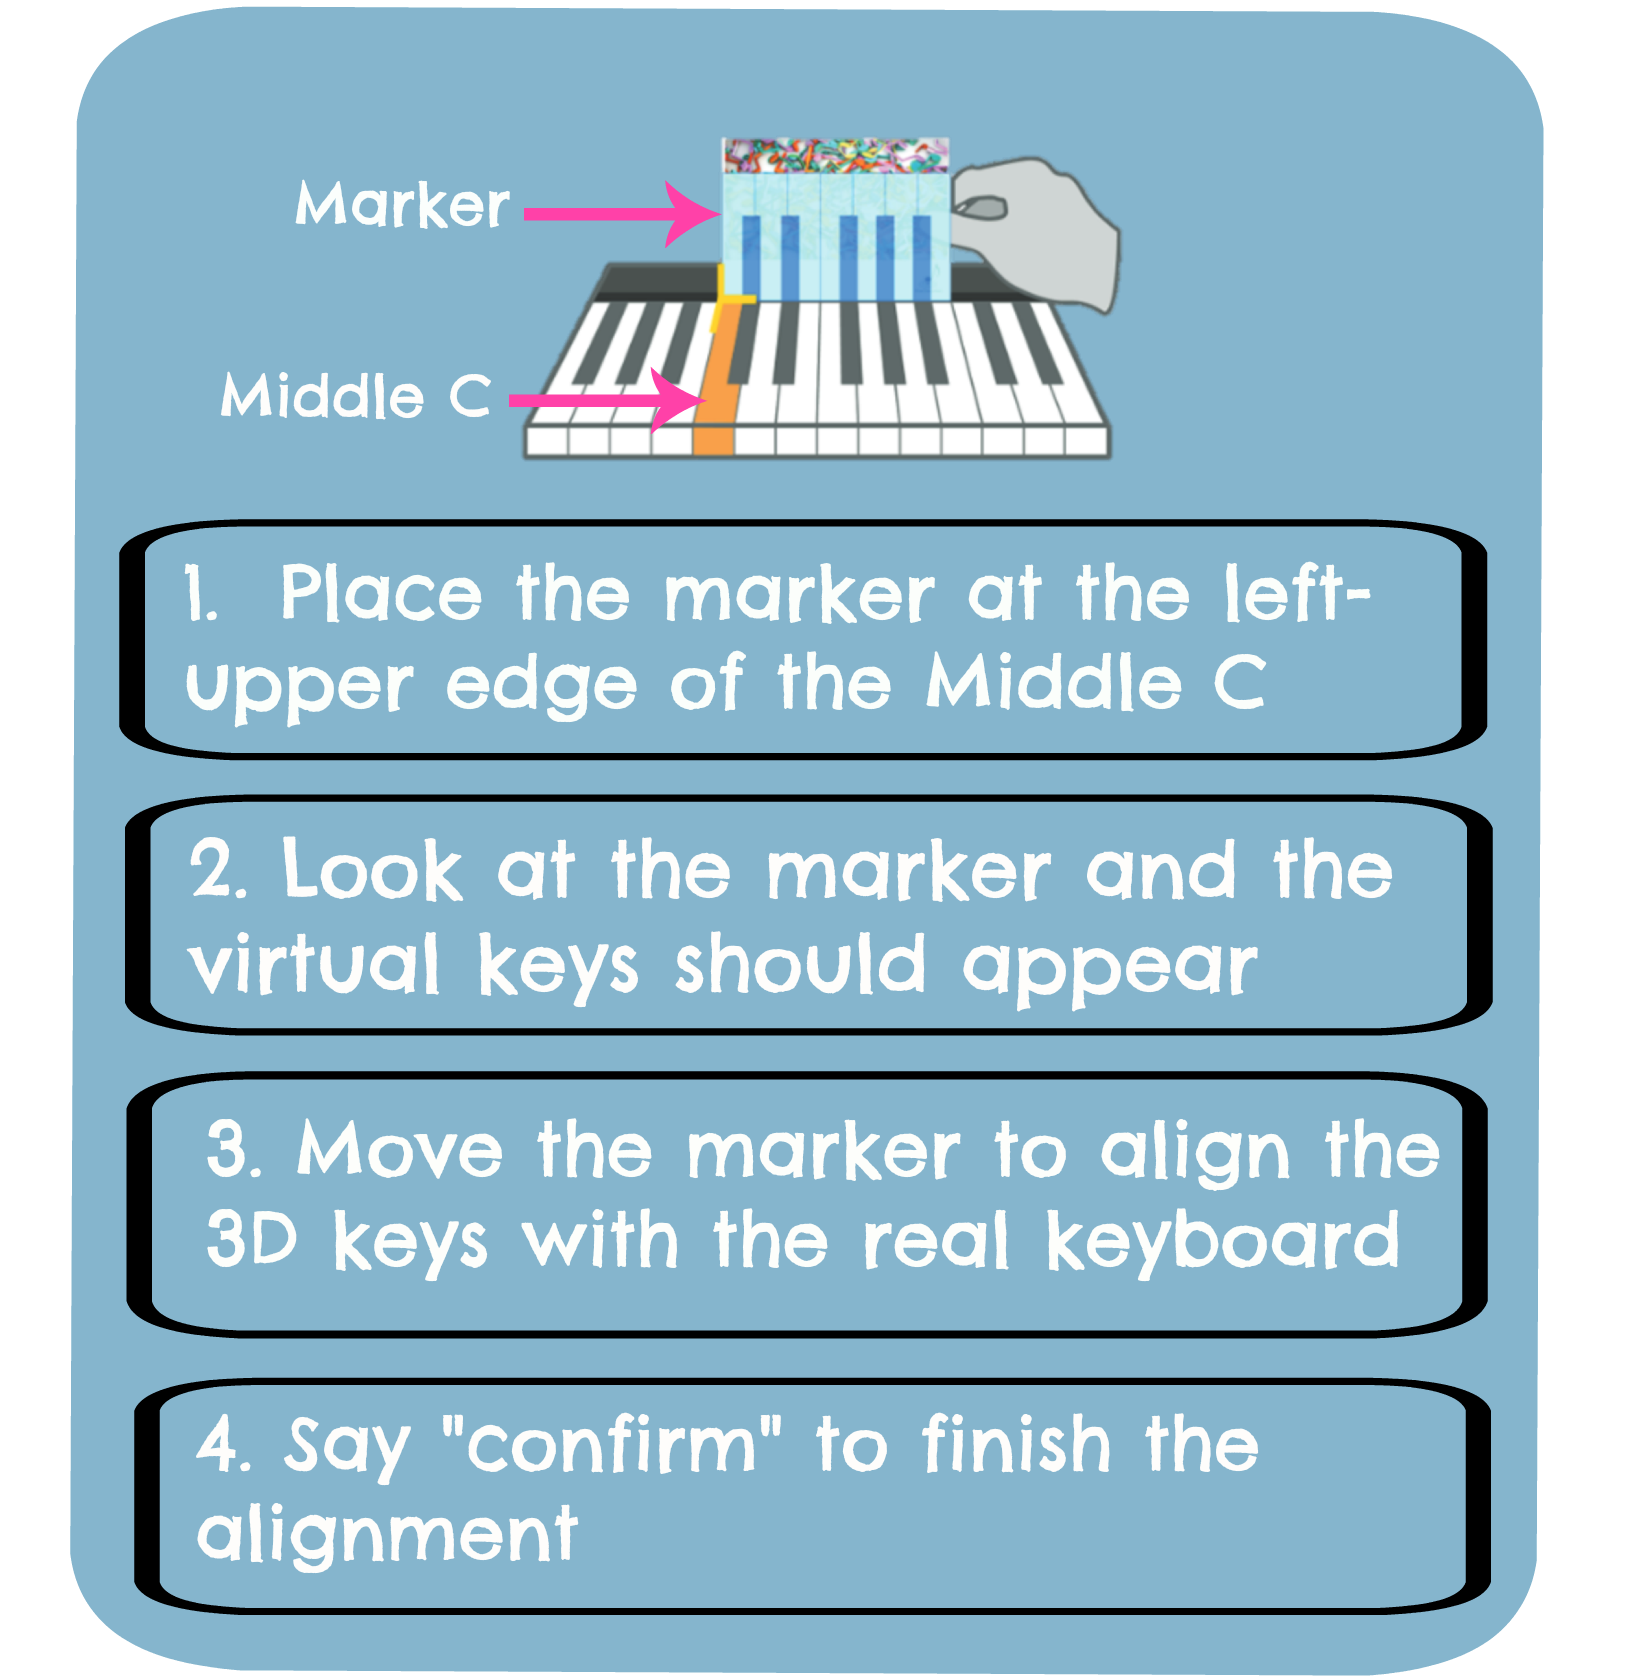 Marker
Middle C
1. Place the marker at the left-
upper edge of the Middle C
2. Look at the marker and the
virtual keys should appear
3. Move the marker to align the
3D keys with the real keyboard
4. Say "confirm" to finish the
alignment